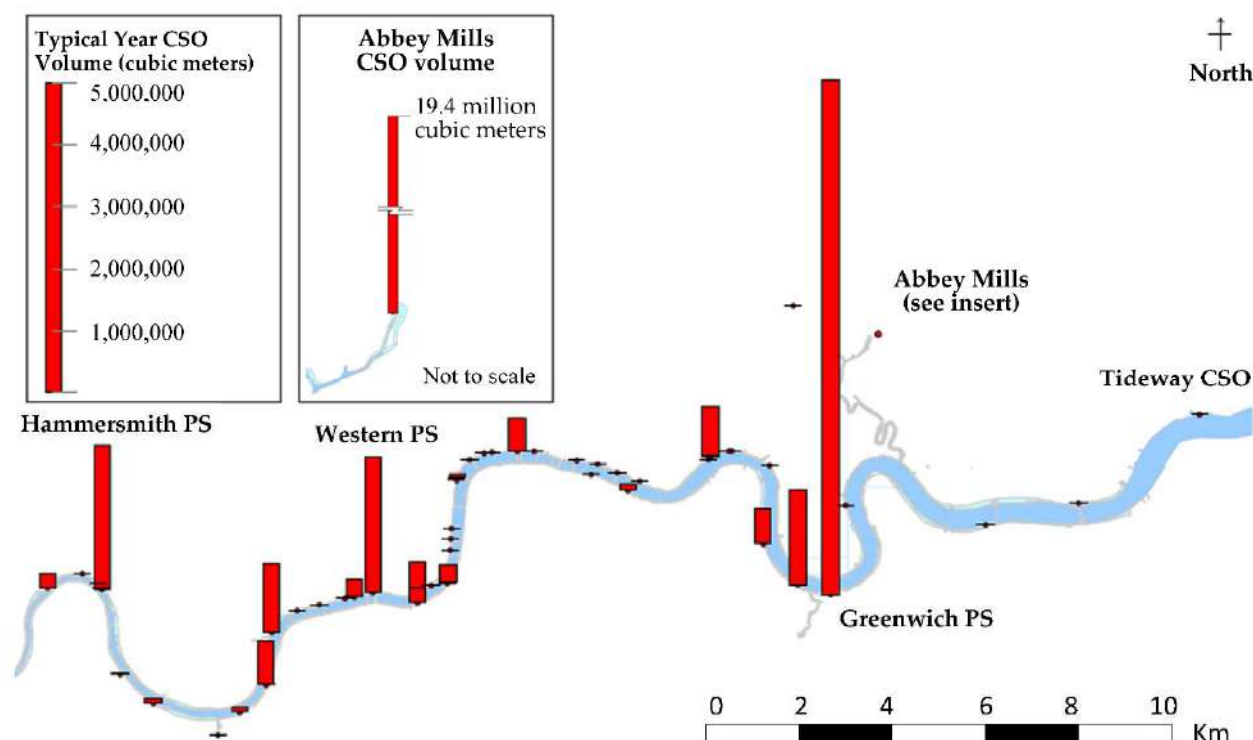 Typical Year CSO
Volume (cubic meters)
5.000.000
4,000,000
3,000,000
2,000,000
1,000,000
Abbey Mills
CSO volume
19.4 million
cubic meters
Not to scale
North
Abbey Mills
(see insert)
Tideway CSO
Hammersmith PS
Western PS
Greenwich PS
0 2 4 6 8 10
Km